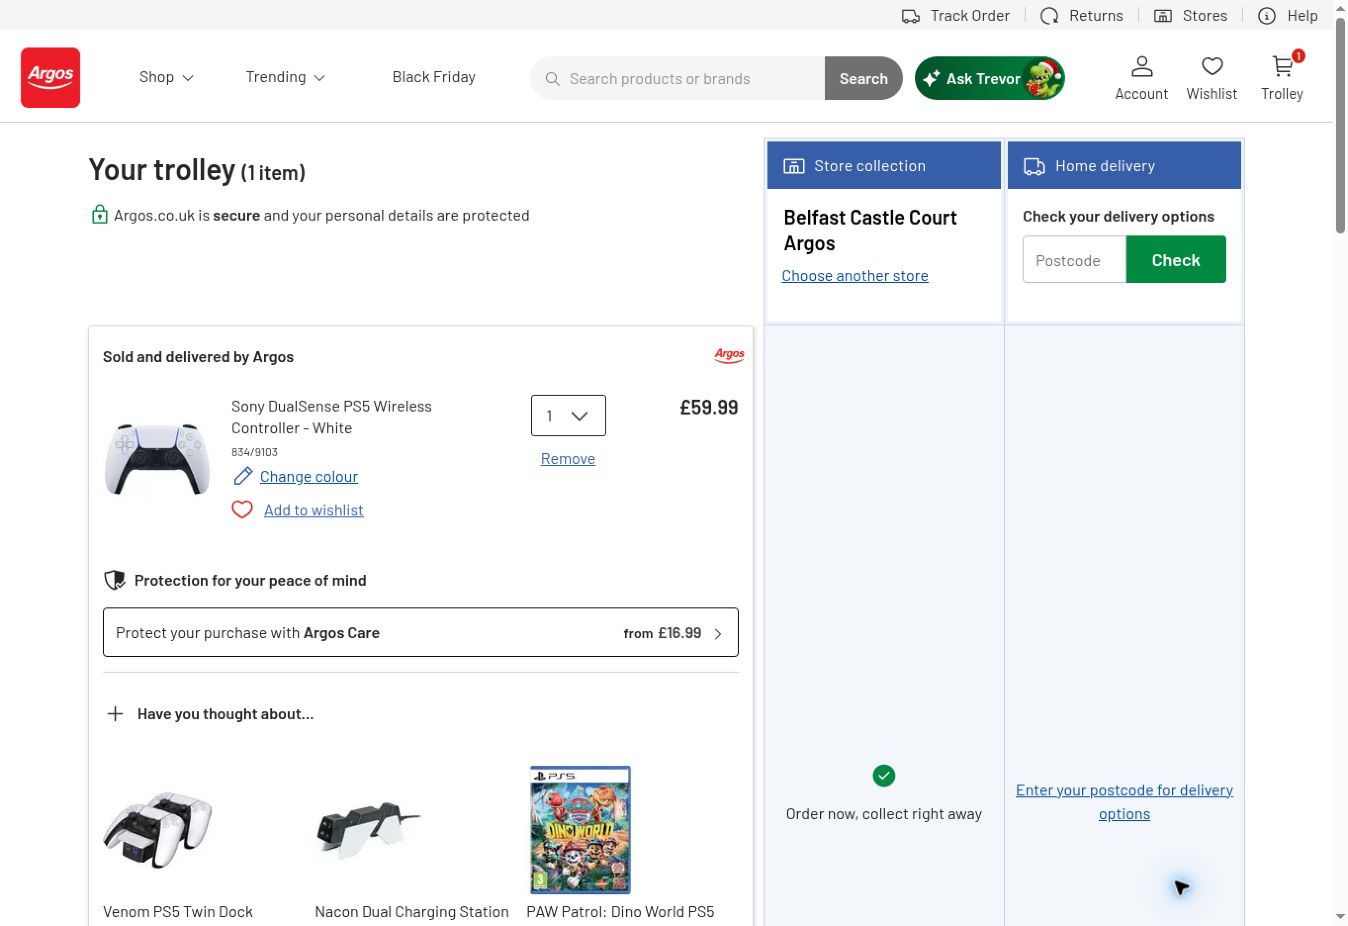 Track Order
Returns
Stores
Help
Argos
Shop
Trending
Black Friday
Search products or brands
Search
Ask Trevor
Account
Wishlist
1
Trolley
Your trolley (1 item)
Argos.co.uk is secure and your personal details are protected
Store collection
Home delivery
Belfast Castle Court
Argos
Choose another store
Check your delivery options
Postcode
Check
Sold and delivered by Argos
Argos
Sony DualSense PS5 Wireless
Controller - White
834/9103
Change colour
Add to wishlist
1
Remove
£59.99
Protection for your peace of mind
Protect your purchase with Argos Care
from £16.99
Have you thought about...
PS5
PAW PATROL
DINO WORLD
3
Order now, collect right away
Enter your postcode for delivery
options
Venom PS5 Twin Dock
Nacon Dual Charging Station
PAW Patrol: Dino World PS5